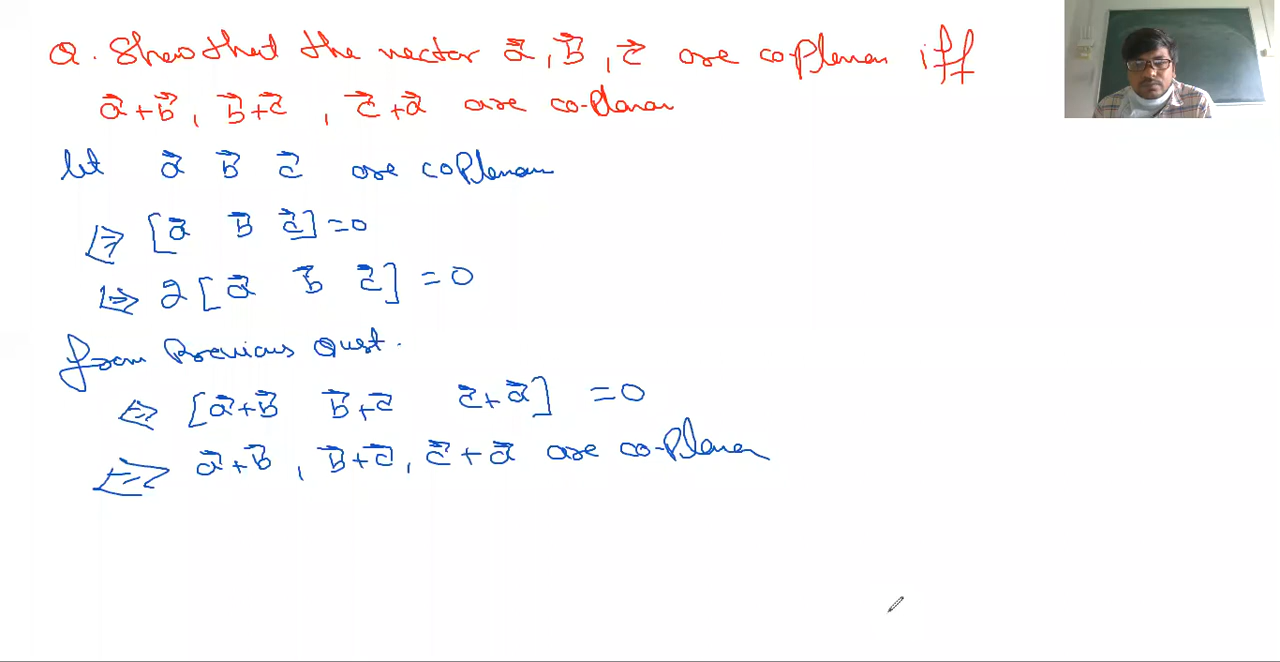 Q. Show that the vector a⃗, b⃗, c⃗ are coplanar iff
a⃗+b⃗, b⃗+c⃗, c⃗+a⃗ are co-planar
let a⃗ b⃗ c⃗ are coplanar
⇔ [a⃗ b⃗ c⃗] = 0
⇔ 2[a⃗ b⃗ c⃗] = 0
from Previous Quest.
⇔ [a⃗+b⃗ b⃗+c⃗ c⃗+a⃗] = 0
⇔ a⃗+b⃗, b⃗+c⃗, c⃗+a⃗ are co-planar